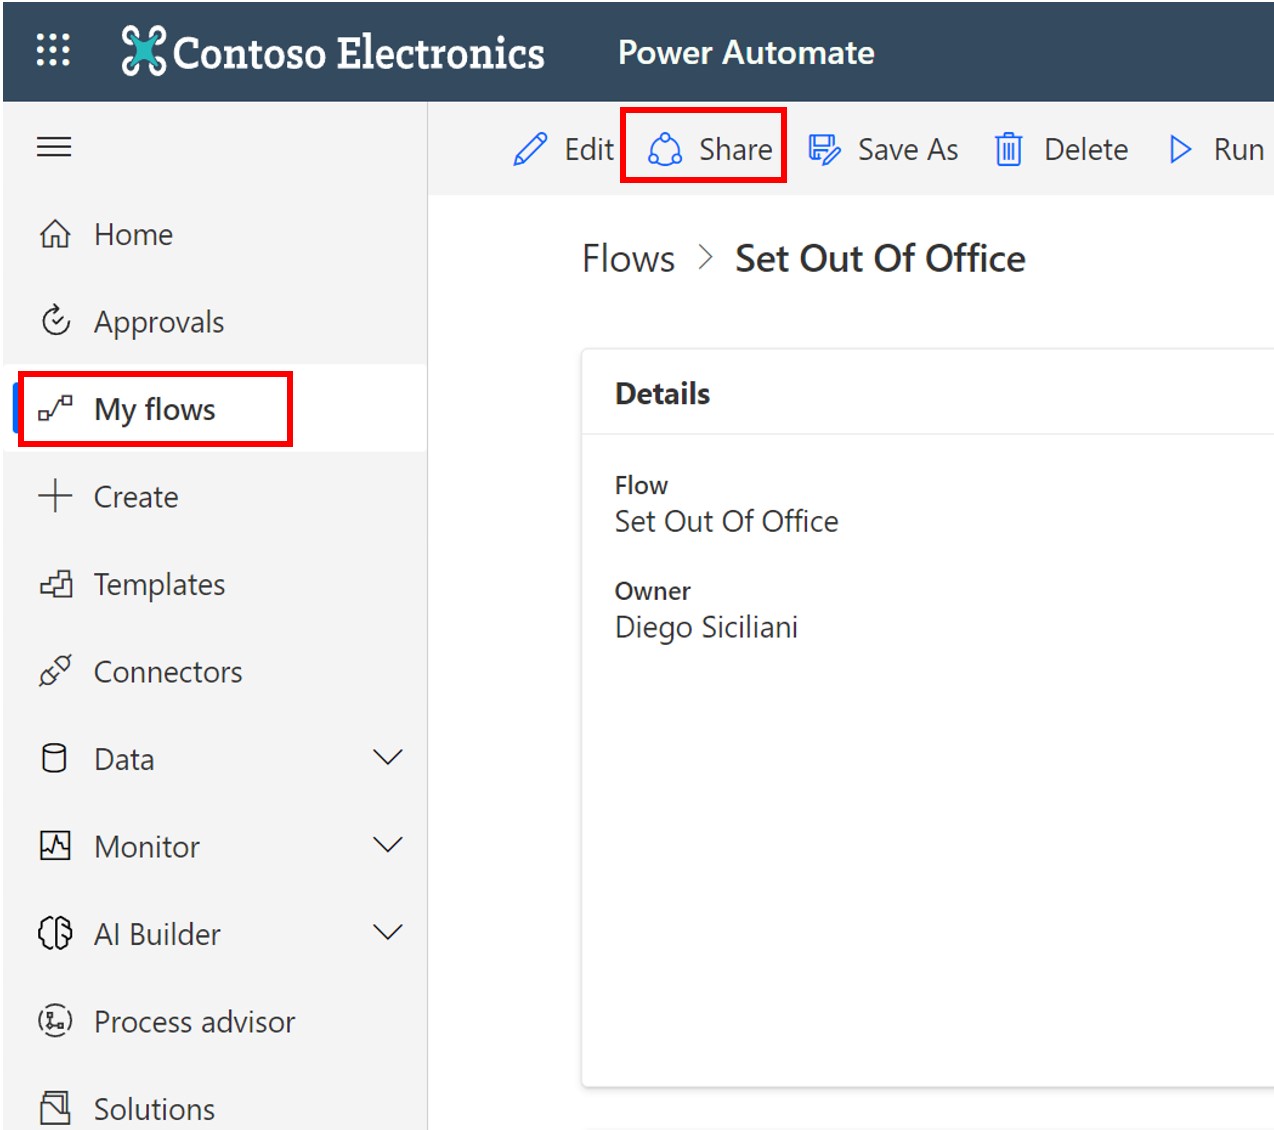 Contoso Electronics
Power Automate
Edit
Share
Save As
Delete
Run
Home
Approvals
My flows
Create
Templates
Connectors
Data
Monitor
AI Builder
Process advisor
Solutions
Flows > Set Out Of Office
Details
Flow
Set Out Of Office
Owner
Diego Siciliani